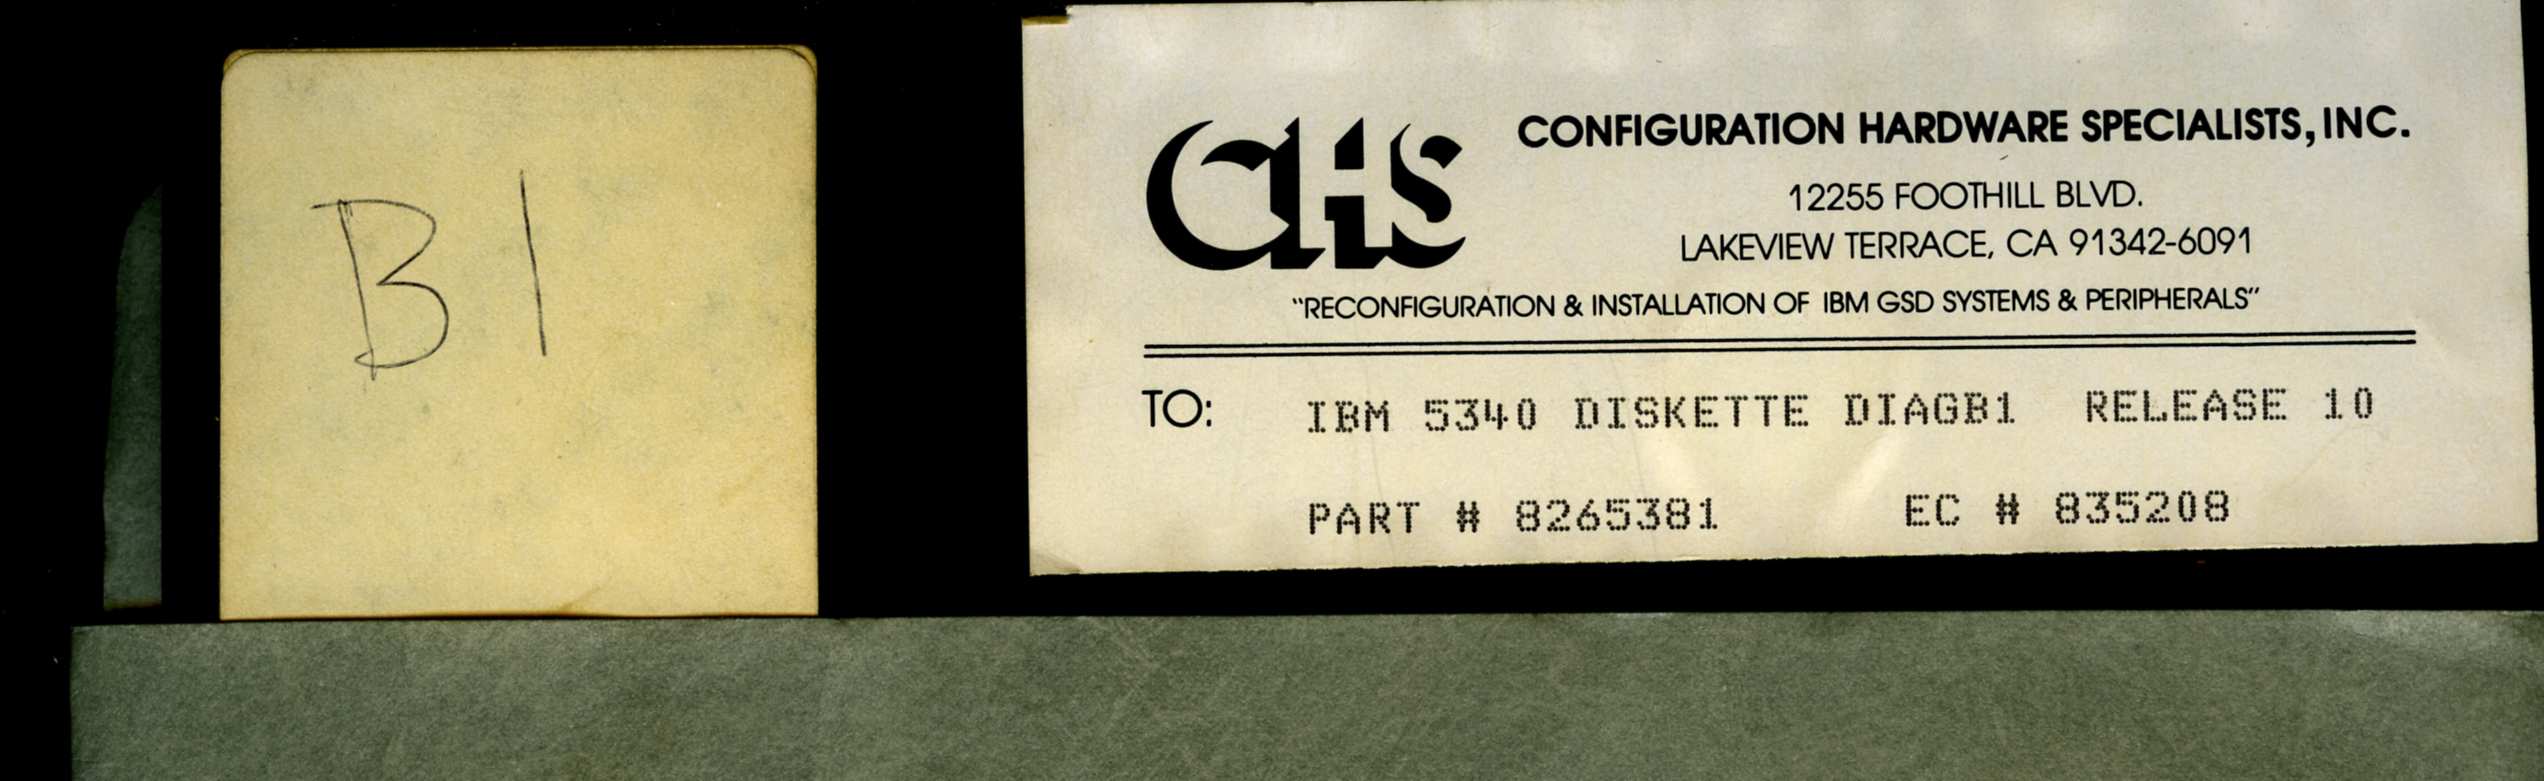 B1
CHS
CONFIGURATION HARDWARE SPECIALISTS, INC.
12255 FOOTHILL BLVD.
LAKEVIEW TERRACE, CA 91342-6091
"RECONFIGURATION & INSTALLATION OF IBM GSD SYSTEMS & PERIPHERALS"
TO: IBM 5340 DISKETTE DIAGB1 RELEASE 10
PART # 8265381 EC # 835208